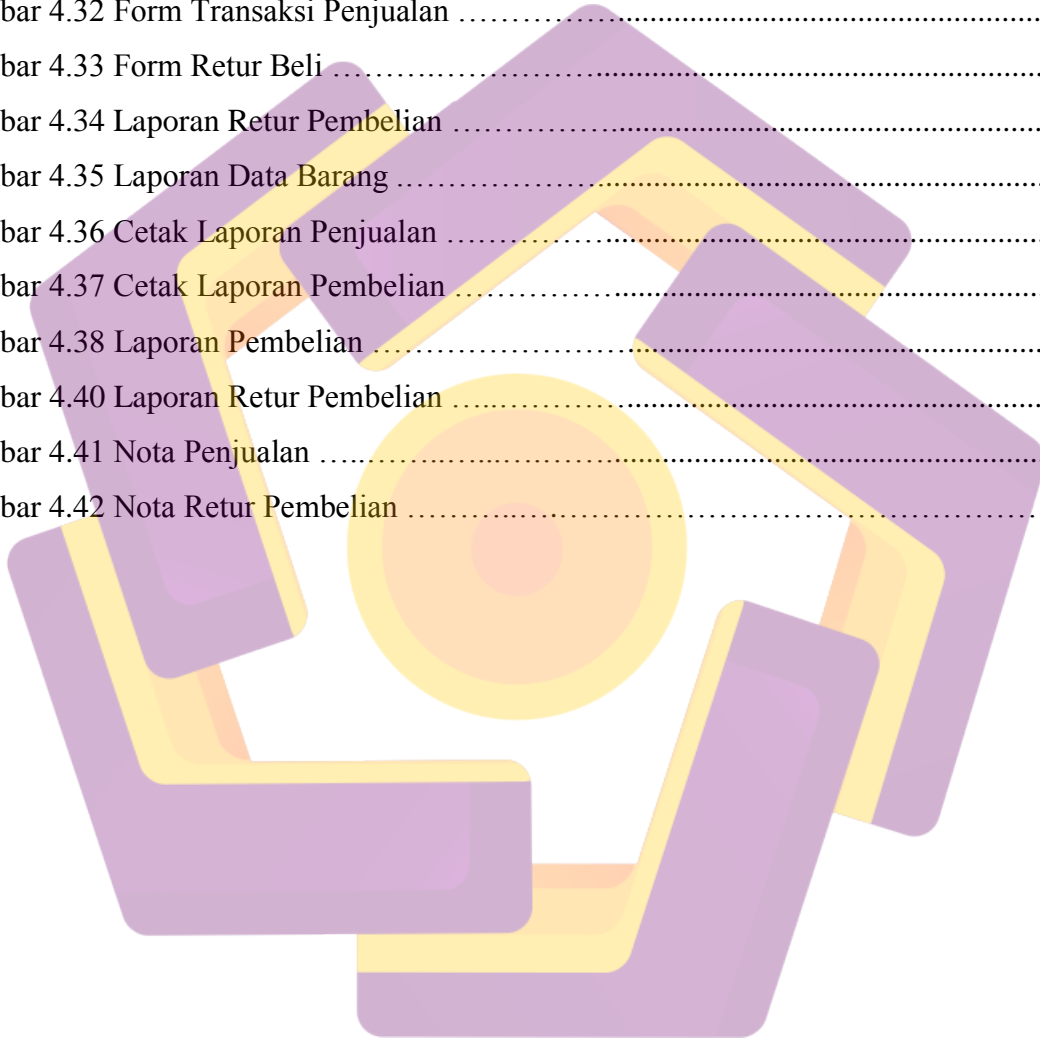 bar 4.32 Form Transaksi Penjualan ................................................
bar 4.33 Form Retur Beli ................................................
bar 4.34 Laporan Retur Pembelian ................................................
bar 4.35 Laporan Data Barang ................................................
bar 4.36 Cetak Laporan Penjualan ................................................
bar 4.37 Cetak Laporan Pembelian ................................................
bar 4.38 Laporan Pembelian ................................................
bar 4.40 Laporan Retur Pembelian ................................................
bar 4.41 Nota Penjualan ................................................
bar 4.42 Nota Retur Pembelian ................................................